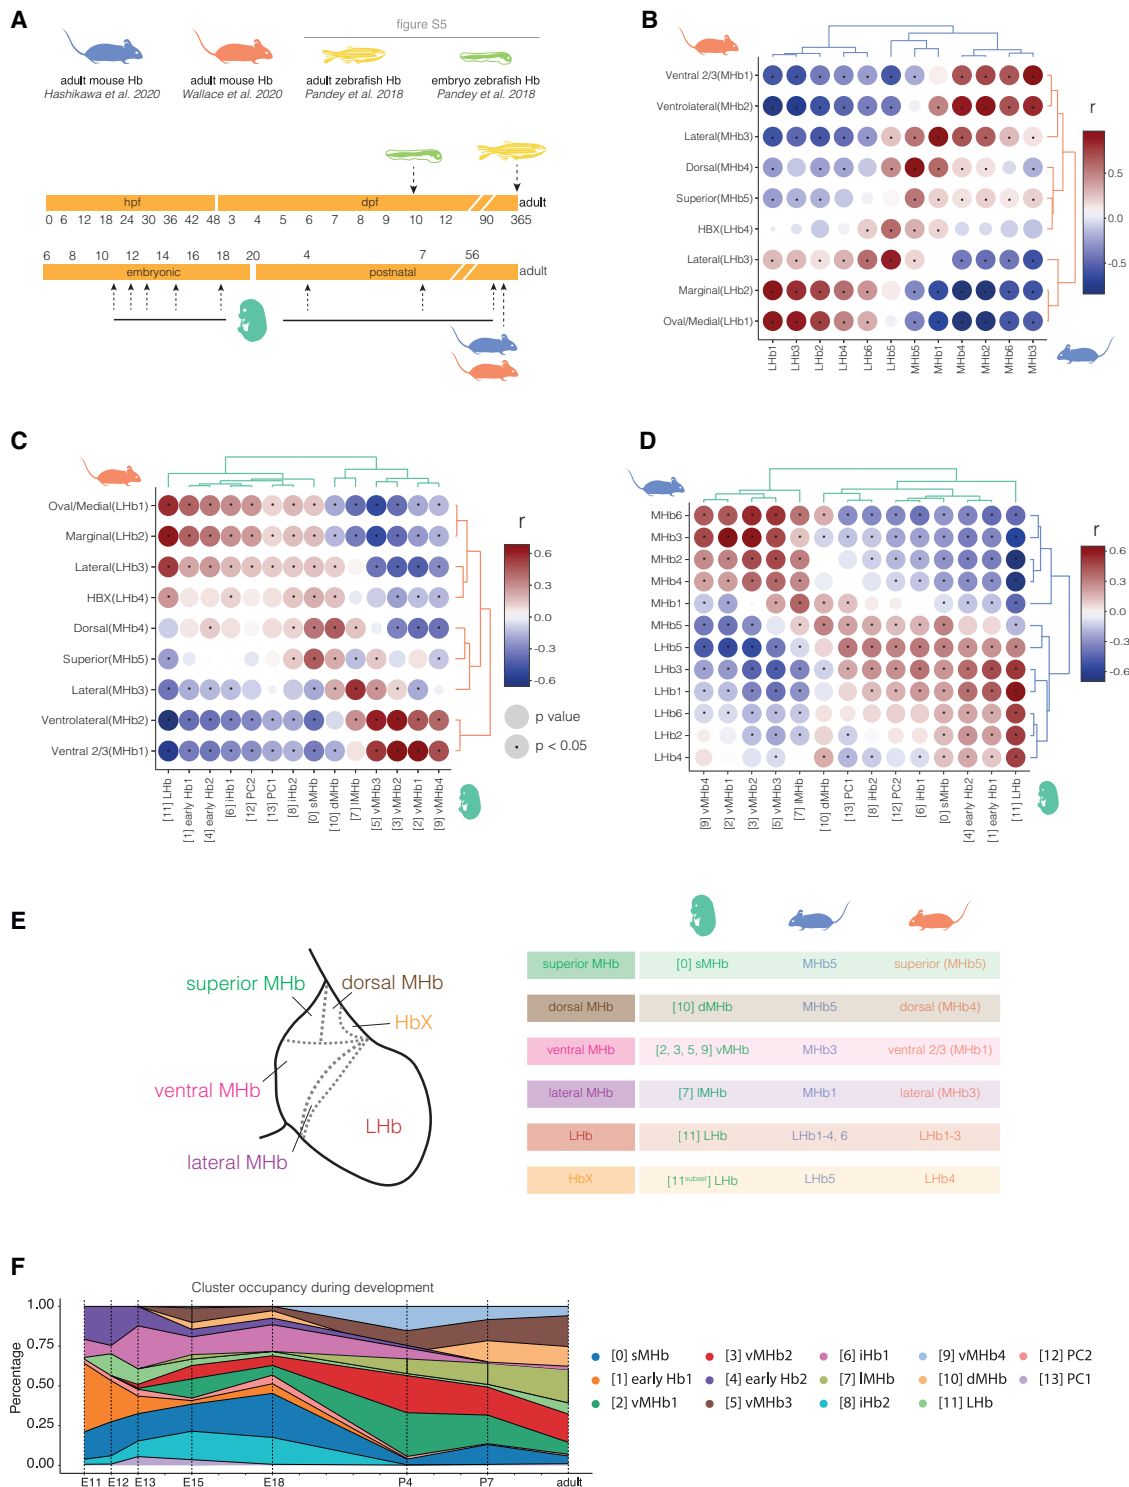 A
figure S5
adult mouse Hb
Hashikawa et al. 2020
adult mouse Hb
Wallace et al. 2020
adult zebrafish Hb
Pandey et al. 2018
embryo zebrafish Hb
Pandey et al. 2018
hpf
dpf
adult
0 6 12 18 24 30 36 42 48 3 4 5 6 7 8 9 10 12 90 365
6 8 10 12 14 16 18 20 4 7 56
embryonic
postnatal
adult
B
Ventral 2/3(MHb1)
Ventrolateral(MHb2)
Lateral(MHb3)
Dorsal(MHb4)
Superior(MHb5)
HBX(LHb4)
Lateral(LHb3)
Marginal(LHb2)
Oval/Medial(LHb1)
LHb1
LHb3
LHb2
LHb4
LHb6
LHb5
MHb5
MHb1
MHb4
MHb2
MHb6
MHb3
r
0.5
0.0
-0.5
C
Oval/Medial(LHb1)
Marginal(LHb2)
Lateral(LHb3)
HBX(LHb4)
Dorsal(MHb4)
Superior(MHb5)
Lateral(MHb3)
Ventrolateral(MHb2)
Ventral 2/3(MHb1)
[11] LHb
[1] early Hb1
[4] early Hb2
[6] iHb1
[12] PC2
[13] PC1
[8] iHb2
[0] sMHb
[10] dMHb
[7] lMHb
[5] vMHb3
[3] vMHb2
[2] vMHb1
[9] vMHb4
r
0.6
0.3
0.0
-0.3
-0.6
p value
p < 0.05
D
MHb6
MHb3
MHb2
MHb4
MHb1
MHb5
LHb5
LHb3
LHb1
LHb6
LHb2
LHb4
[9] vMHb4
[2] vMHb1
[3] vMHb2
[5] vMHb3
[7] lMHb
[10] dMHb
[13] PC1
[8] iHb2
[12] PC2
[6] iHb1
[0] sMHb
[4] early Hb2
[1] early Hb1
[11] LHb
r
0.6
0.3
0.0
-0.3
-0.6
E
superior MHb
dorsal MHb
HbX
ventral MHb
LHb
lateral MHb
superior MHb [0] sMHb MHb5 superior (MHb5)
dorsal MHb [10] dMHb MHb5 dorsal (MHb4)
ventral MHb [2, 3, 5, 9] vMHb MHb3 ventral 2/3 (MHb1)
lateral MHb [7] lMHb MHb1 lateral (MHb3)
LHb [11] LHb LHb1-4, 6 LHb1-3
HbX [11subset] LHb LHb5 LHb4
F
Cluster occupancy during development
Percentage
1.00
0.75
0.50
0.25
0.00
E11 E12 E13 E15 E18 P4 P7 adult
[0] sMHb [3] vMHb2 [6] iHb1 [9] vMHb4 [12] PC2
[1] early Hb1 [4] early Hb2 [7] lMHb [10] dMHb [13] PC1
[2] vMHb1 [5] vMHb3 [8] iHb2 [11] LHb